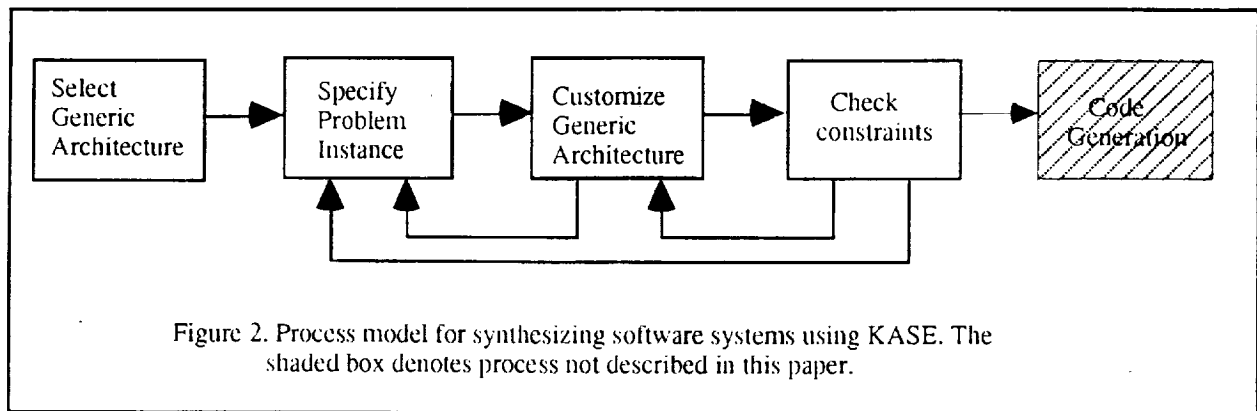 Select
Generic
Architecture
Specify
Problem
Instance
Customize
Generic
Architecture
Check
constraints
Code
Generation
Figure 2. Process model for synthesizing software systems using KASE. The
shaded box denotes process not described in this paper.